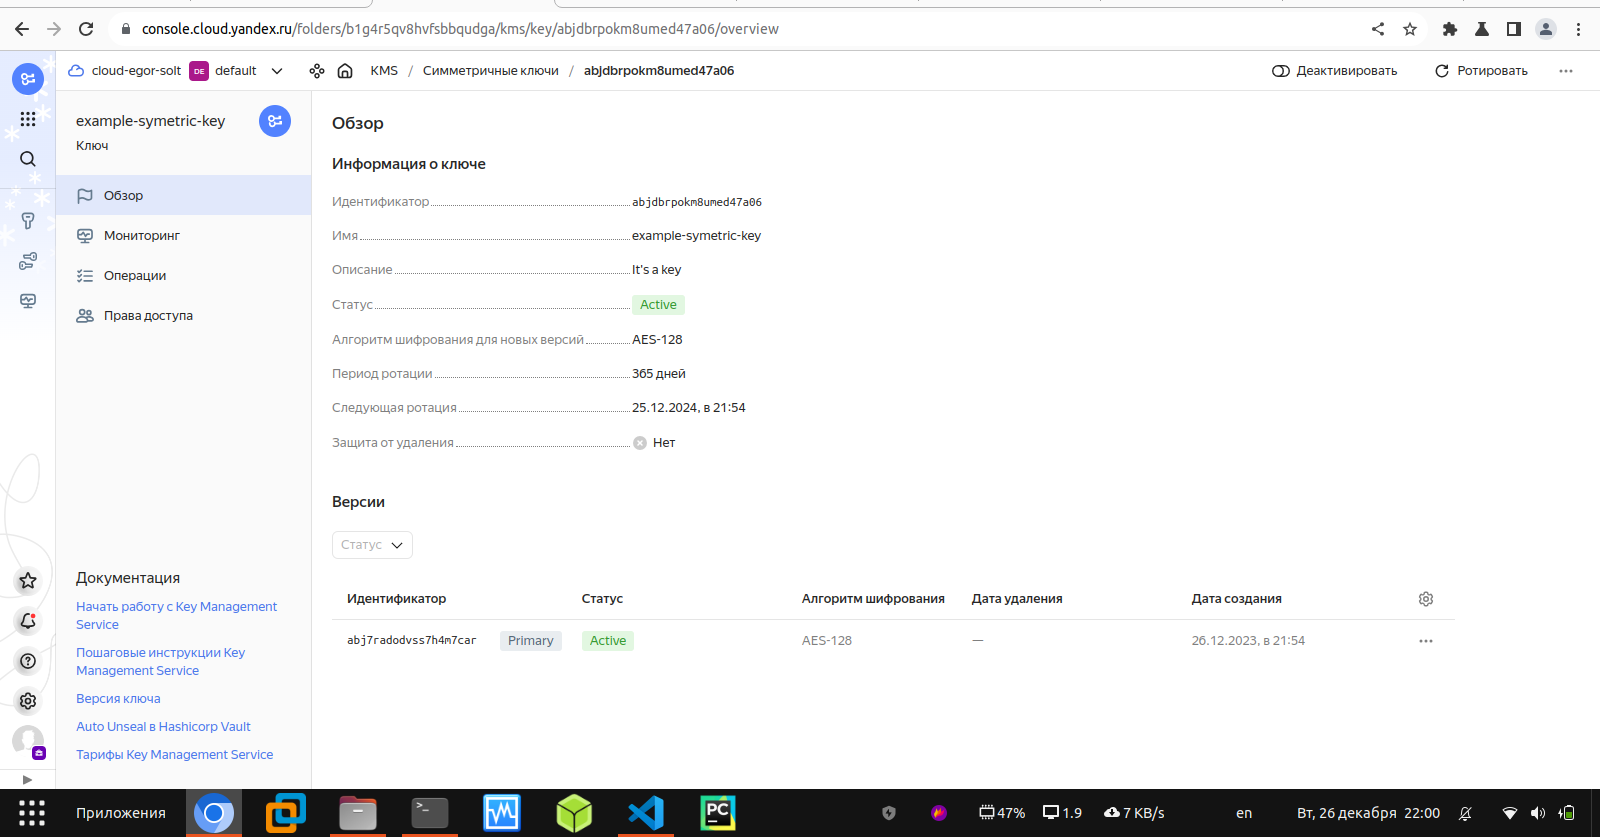 console.cloud.yandex.ru/folders/b1g4r5qv8hvfsbbqudga/kms/key/abjdbrpokm8umed47a06/overview
cloud-egor-solt DE default KMS / Симметричные ключи / abjdbrpokm8umed47a06 Деактивировать Ротировать
example-symetric-key
Ключ
Обзор
Мониторинг
Операции
Права доступа
Документация
Начать работу с Key Management
Service
Пошаговые инструкции Key
Management Service
Версия ключа
Auto Unseal в Hashicorp Vault
Тарифы Key Management Service
Обзор
Информация о ключе
Идентификатор abjdbrpokm8umed47a06
Имя example-symetric-key
Описание It's a key
Статус Active
Алгоритм шифрования для новых версий AES-128
Период ротации 365 дней
Следующая ротация 25.12.2024, в 21:54
Защита от удаления Нет
Версии
Статус
Идентификатор Статус Алгоритм шифрования Дата удаления Дата создания
abj7radodvss7h4m7car Primary Active AES-128 — 26.12.2023, в 21:54
Приложения PC 47% 1.9 7 KB/s en Вт, 26 декабря 22:00